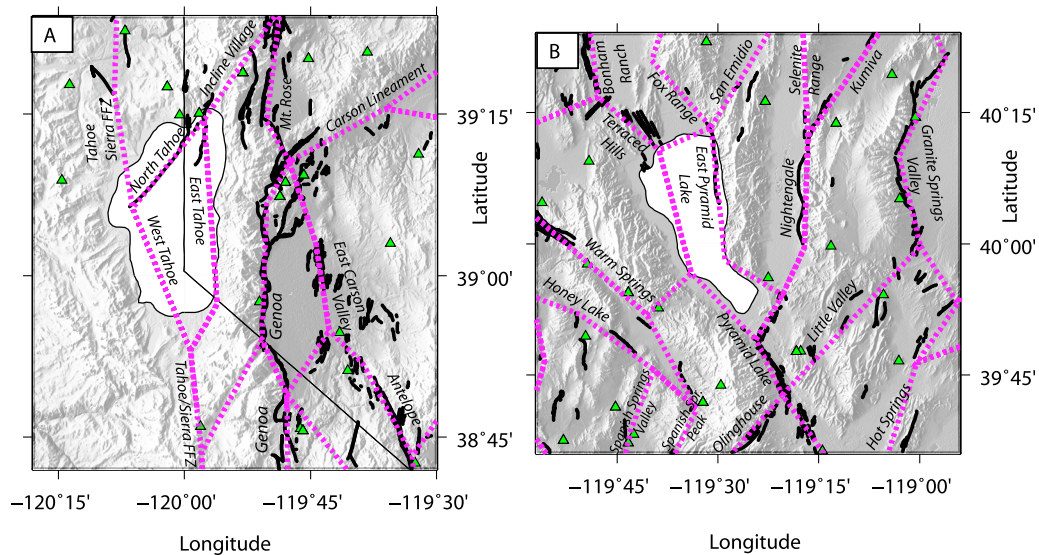 A
Tahoe
Sierra FFZ
North Tahoe
Incline Village
Mt. Rose
Carson Lineament
West Tahoe
East Tahoe
Genoa
East Carson
Valley
Antelope
Genoa
Tahoe/Sierra FFZ
39°15'
39°00'
38°45'
Latitude
−120°15'
−120°00'
−119°45'
−119°30'
Longitude
B
Bonham
Ranch
Fox Range
San Emidio
Selenite
Range
Kumiva
Terraced
Hills
East Pyramid
Lake
Nightengale
Granite Springs
Valley
Warm Springs
Honey Lake
Pyramid Lake
Little Valley
Spanish Springs
Valley
Spanish Spr.
Peak
Olinghouse
Hot Springs
40°15'
40°00'
39°45'
Latitude
−119°45'
−119°30'
−119°15'
−119°00'
Longitude